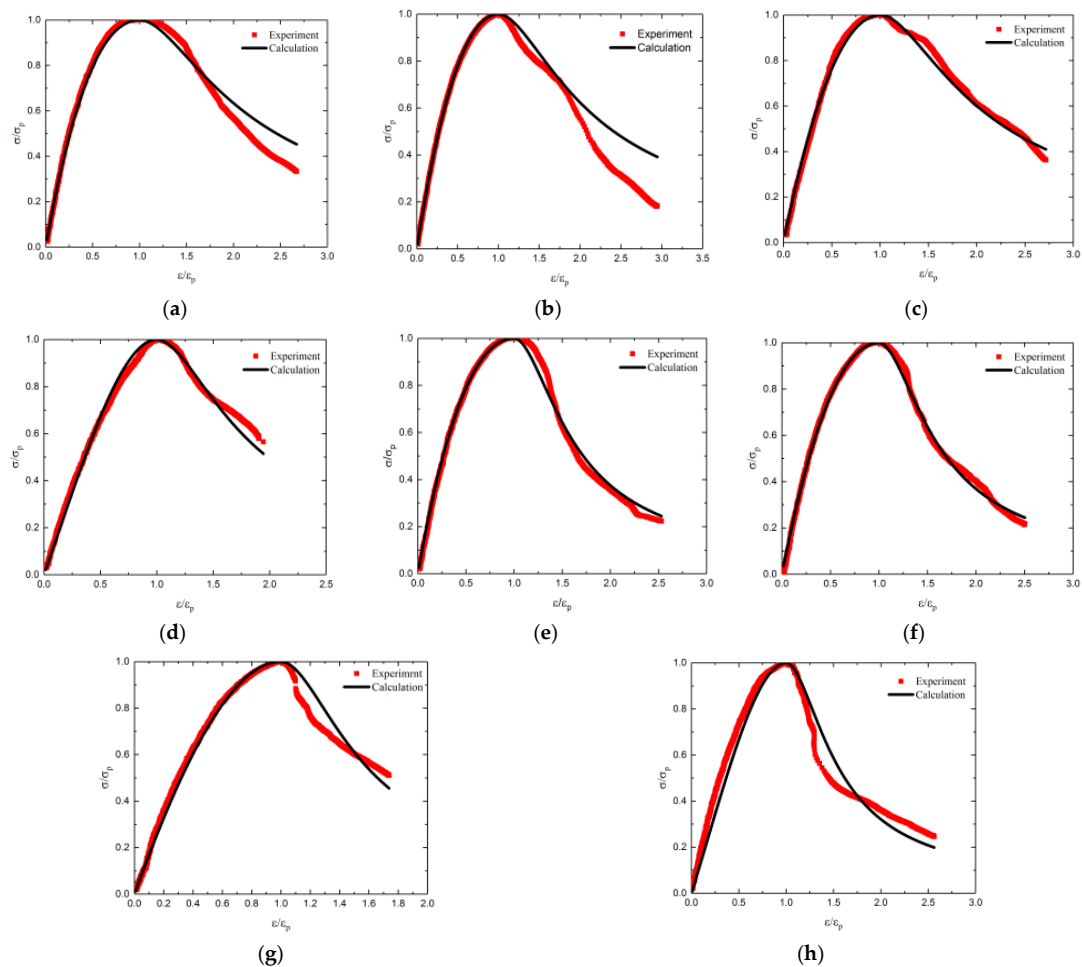 1.0
0.8
0.6
0.4
0.2
0.0
σ/σp
0.0 0.5 1.0 1.5 2.0 2.5 3.0
ε/εp
Experiment
Calculation
(a)
1.0
0.8
0.6
0.4
0.2
0.0
σ/σp
0.0 0.5 1.0 1.5 2.0 2.5 3.0 3.5
ε/εp
Experiment
Calculation
(b)
1.0
0.8
0.6
0.4
0.2
0.0
σ/σp
0.0 0.5 1.0 1.5 2.0 2.5 3.0
ε/εp
Experiment
Calculation
(c)
1.0
0.8
0.6
0.4
0.2
0.0
σ/σp
0.0 0.5 1.0 1.5 2.0 2.5
ε/εp
Experiment
Calculation
(d)
1.0
0.8
0.6
0.4
0.2
0.0
σ/σp
0.0 0.5 1.0 1.5 2.0 2.5 3.0
ε/εp
Experiment
Calculation
(e)
1.0
0.8
0.6
0.4
0.2
0.0
σ/σp
0.0 0.5 1.0 1.5 2.0 2.5 3.0
ε/εp
Experiment
Calculation
(f)
1.0
0.8
0.6
0.4
0.2
0.0
σ/σp
0.0 0.2 0.4 0.6 0.8 1.0 1.2 1.4 1.6 1.8 2.0
ε/εp
Experiment
Calculation
(g)
1.0
0.8
0.6
0.4
0.2
0.0
σ/σp
0.0 0.5 1.0 1.5 2.0 2.5 3.0
ε/εp
Experiment
Calculation
(h)